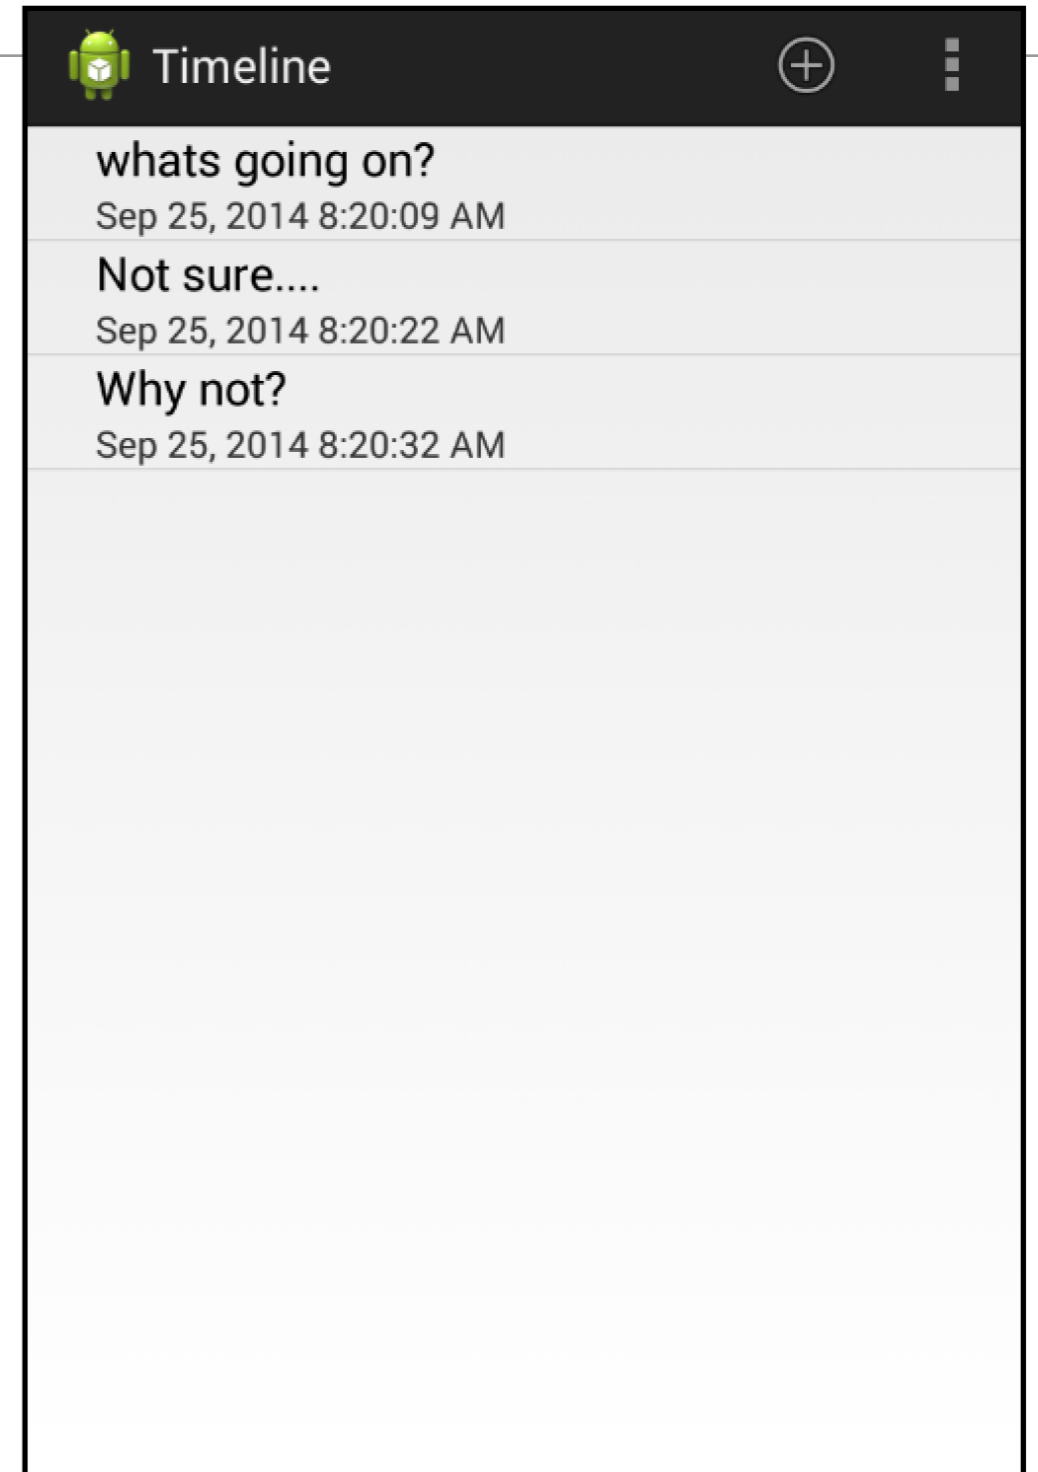 Timeline
whats going on?
Sep 25, 2014 8:20:09 AM
Not sure....
Sep 25, 2014 8:20:22 AM
Why not?
Sep 25, 2014 8:20:32 AM